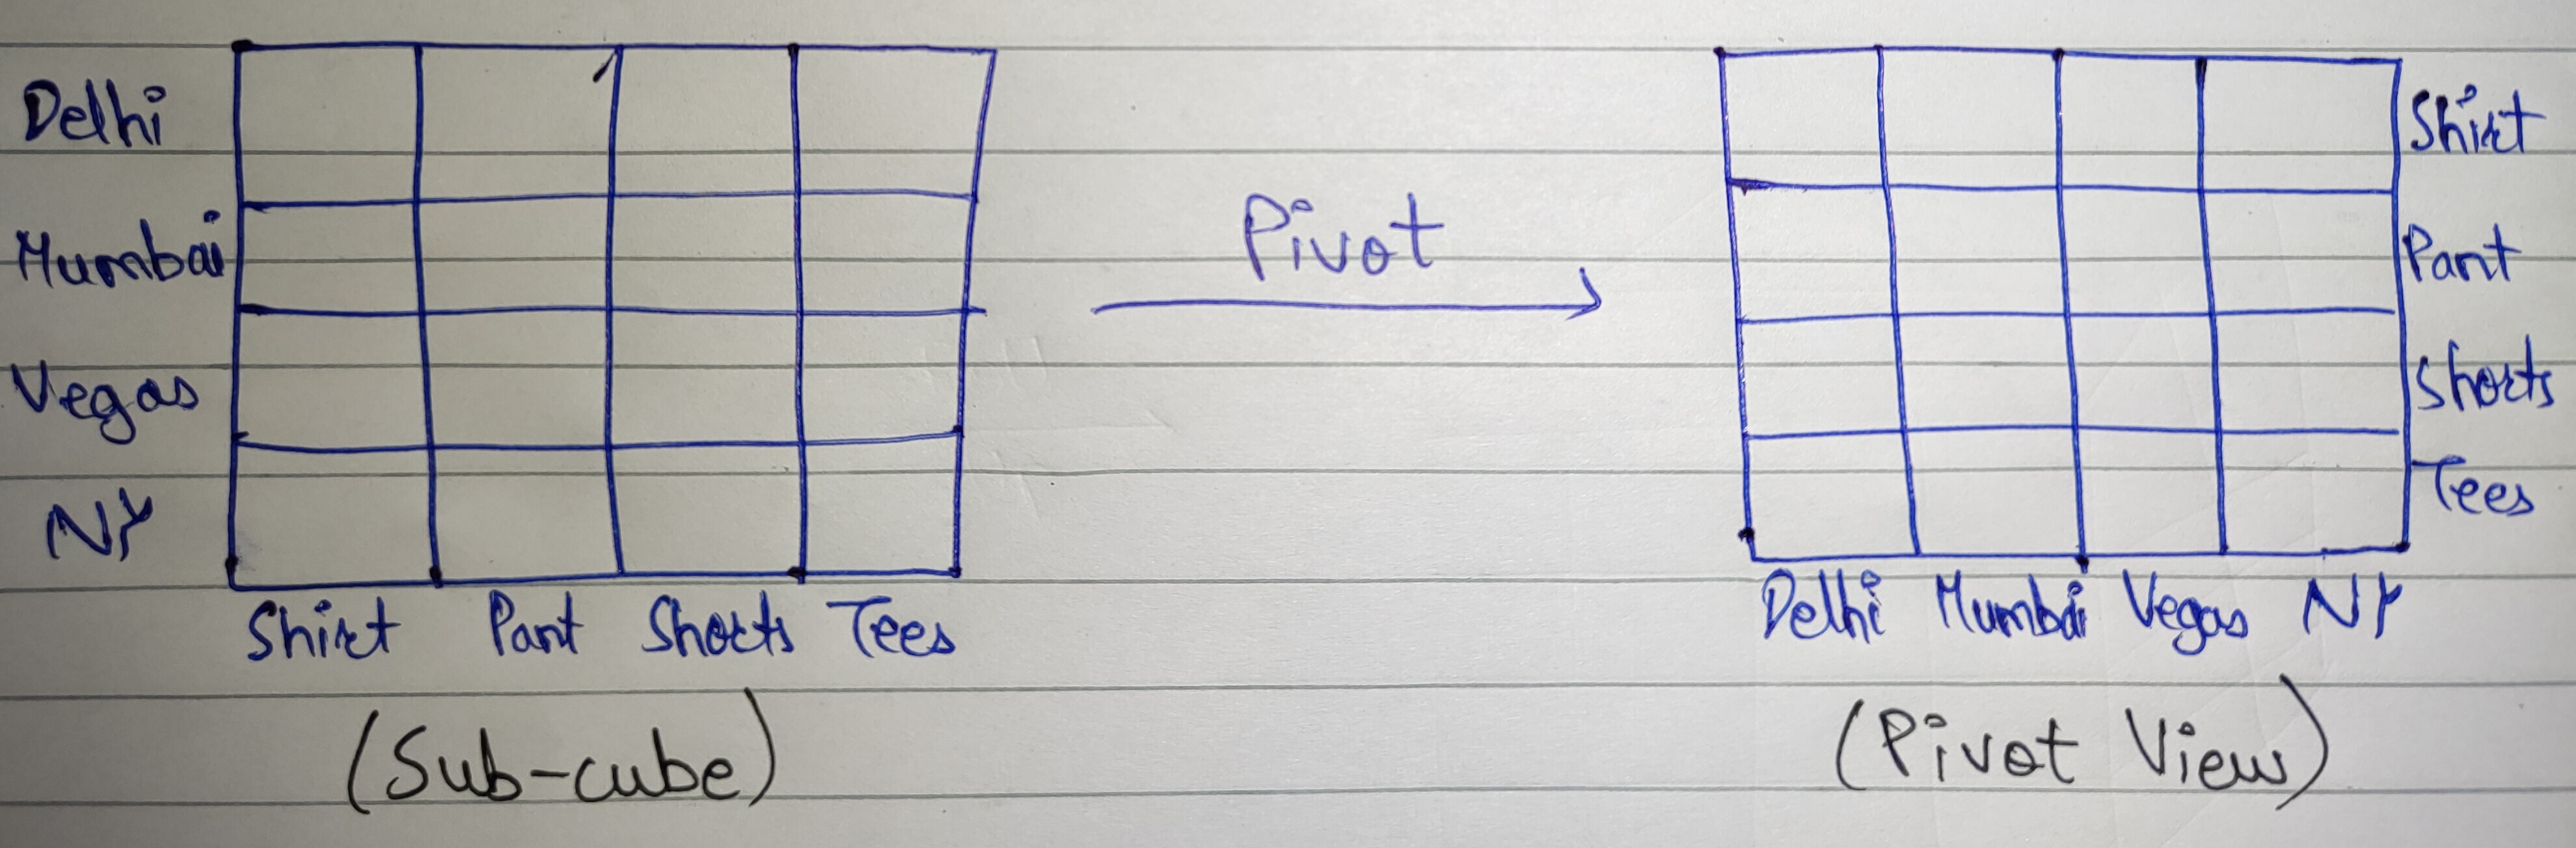 Delhi
Mumbai
Vegas
NY
Shirt Pant Shorts Tees
(Sub-cube)
Pivot
Shirt
Pant
Shorts
Tees
Delhi Mumbai Vegas NY
(Pivot View)